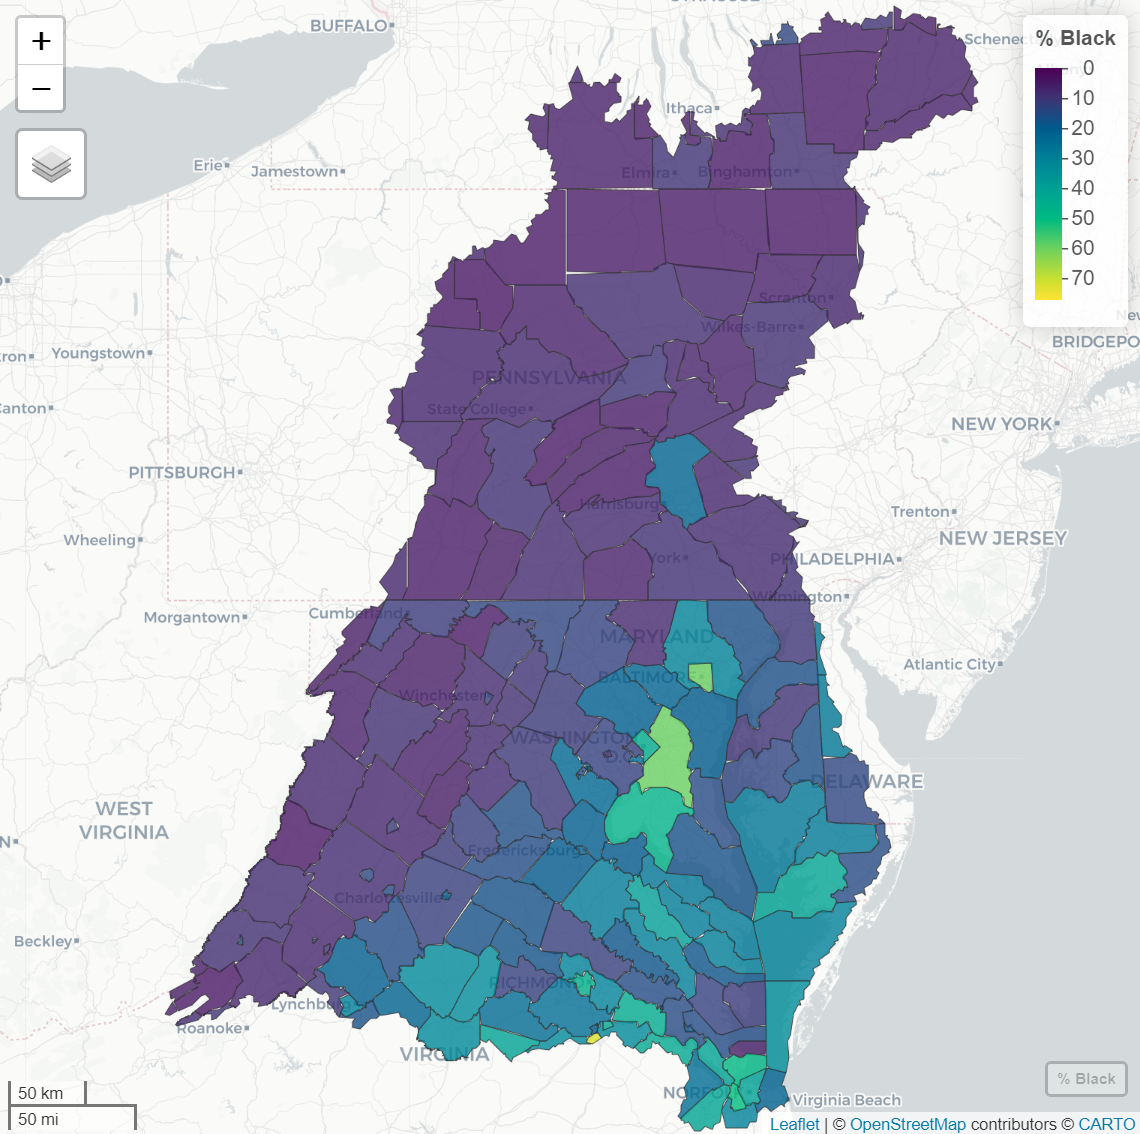 BUFFALO
Schenec
% Black
0
10
20
30
40
50
60
70
+
−
Ithaca
Erie
Jamestown
Elmira
Binghamton
Scranton
Wilkes-Barre
BRIDGEPO
Youngstown
PENNSYLVANIA
State College
Canton
NEW YORK
PITTSBURGH
Harrisburg
Trenton
NEW JERSEY
Wheeling
York
PHILADELPHIA
Wilmington
Morgantown
Cumberland
MARYLAND
Atlantic City
BALTIMORE
Winchester
WASHINGTON
D.C.
DELAWARE
WEST
VIRGINIA
Fredericksburg
Charlottesville
Beckley
RICHMOND
Lynchburg
Roanoke
VIRGINIA
NORFOLK
Virginia Beach
% Black
50 km
50 mi
Leaflet | © OpenStreetMap contributors © CARTO